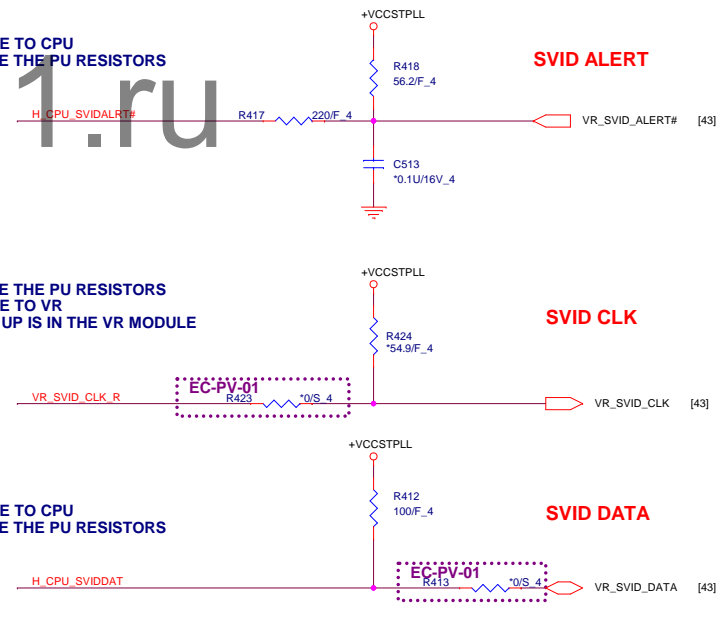 +VCCSTPLL
E TO CPU
E THE PU RESISTORS
SVID ALERT
R418
56.2/F_4
1.ru
H_CPU_SVIDALRT#
R417
220/F_4
VR_SVID_ALERT# [43]
C513
*0.1U/16V_4
+VCCSTPLL
E THE PU RESISTORS
E TO VR
UP IS IN THE VR MODULE
SVID CLK
R424
*54.9/F_4
EC-PV-01
VR_SVID_CLK_R
R423
*0/S_4
VR_SVID_CLK [43]
+VCCSTPLL
E TO CPU
E THE PU RESISTORS
R412
100/F_4
SVID DATA
EC-PV-01
H_CPU_SVIDDAT
R413
*0/S_4
VR_SVID_DATA [43]